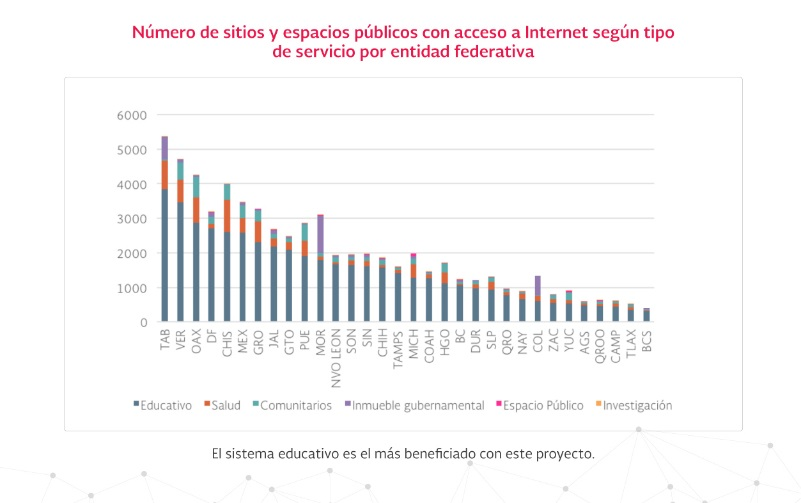 Número de sitios y espacios públicos con acceso a Internet según tipo
de servicio por entidad federativa
6000
5000
4000
3000
2000
1000
0
TAB
VER
OAX
DF
CHIS
MEX
GRO
JAL
GTO
PUE
MOR
NVO LEON
SON
SIN
CHIH
TAMPS
MICH
COAH
HGO
BC
DUR
SLP
QRO
NAY
COL
ZAC
YUC
AGS
QROO
CAMP
TLAX
BCS
Educativo Salud Comunitarios Inmueble gubernamental Espacio Público Investigación
El sistema educativo es el más beneficiado con este proyecto.